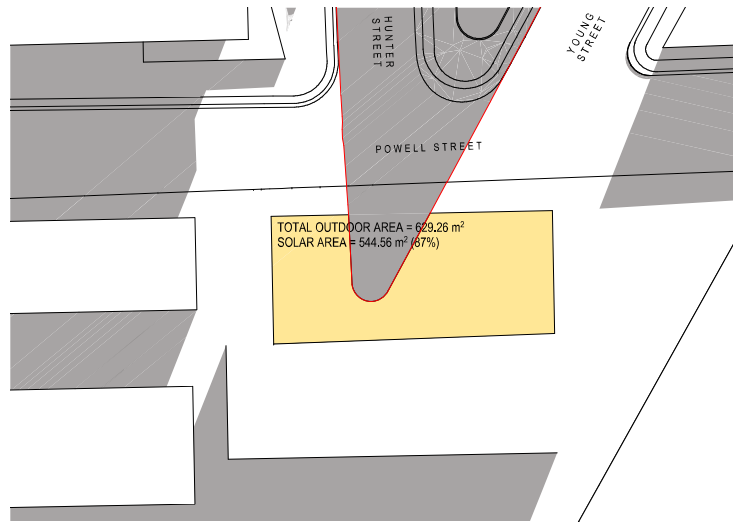 HUNTER
STREET
YOUNG
STREET
POWELL STREET
TOTAL OUTDOOR AREA = 629.26 m²
SOLAR AREA = 544.56 m² (87%)